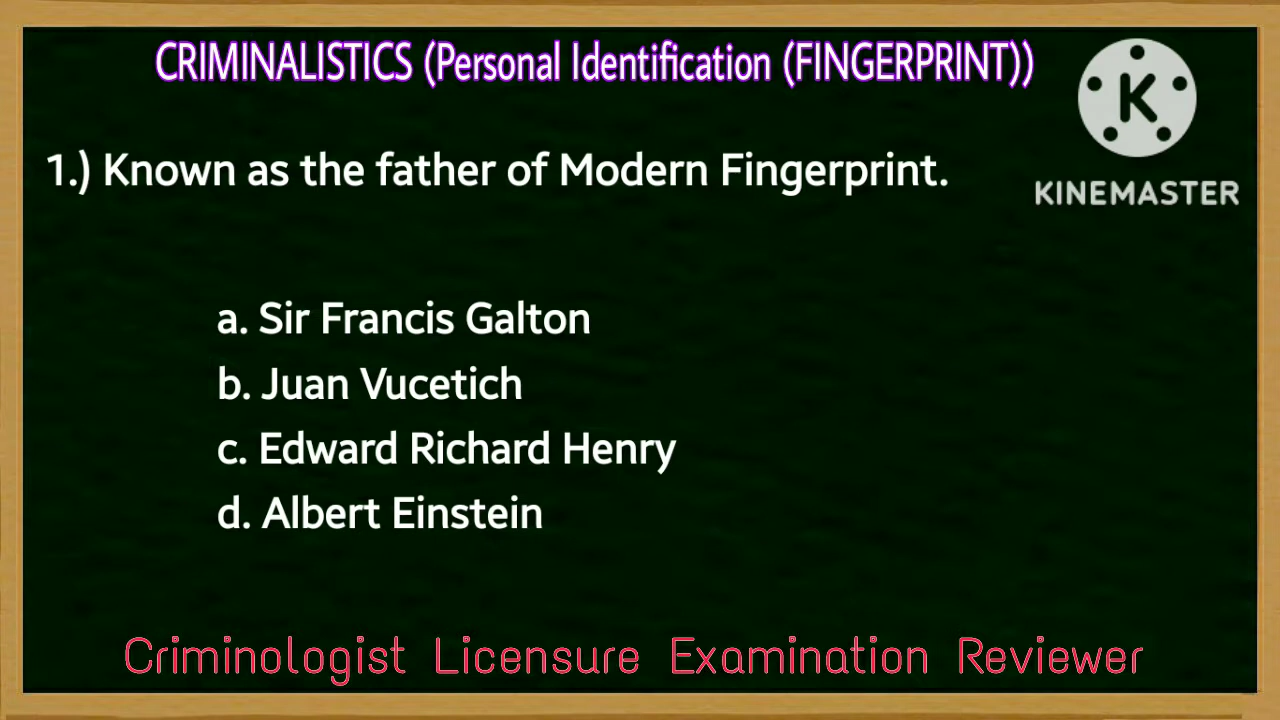 CRIMINALISTICS (Personal Identification (FINGERPRINT))
K
KINEMASTER
1.) Known as the father of Modern Fingerprint.
a. Sir Francis Galton
b. Juan Vucetich
c. Edward Richard Henry
d. Albert Einstein
Criminologist Licensure Examination Reviewer